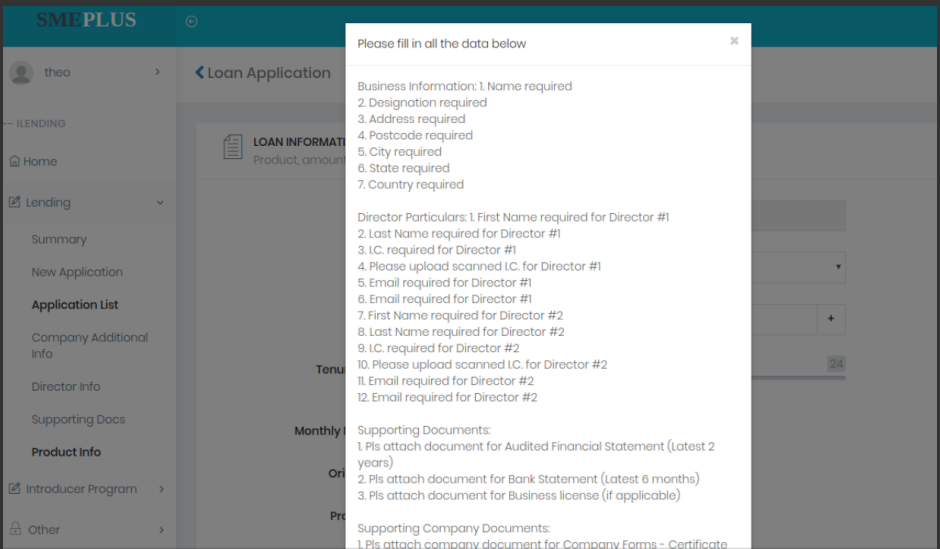 SMEPLUS
theo
-- ILENDING
Home
Lending
Summary
New Application
Application List
Company Additional
Info
Director Info
Supporting Docs
Product Info
Introducer Program
Other
Loan Application
LOAN INFORMATI
Product, amount
Tenu
Monthly
Ori
Pro
+
24
Please fill in all the data below
×
Business Information: 1. Name required
2. Designation required
3. Address required
4. Postcode required
5. City required
6. State required
7. Country required
Director Particulars: 1. First Name required for Director #1
2. Last Name required for Director #1
3. I.C. required for Director #1
4. Please upload scanned I.C. for Director #1
5. Email required for Director #1
6. Email required for Director #1
7. First Name required for Director #2
8. Last Name required for Director #2
9. I.C. required for Director #2
10. Please upload scanned I.C. for Director #2
11. Email required for Director #2
12. Email required for Director #2
Supporting Documents:
1. Pls attach document for Audited Financial Statement (Latest 2
years)
2. Pls attach document for Bank Statement (Latest 6 months)
3. Pls attach document for Business license (if applicable)
Supporting Company Documents:
1. Pls attach company document for Company Forms - Certificate